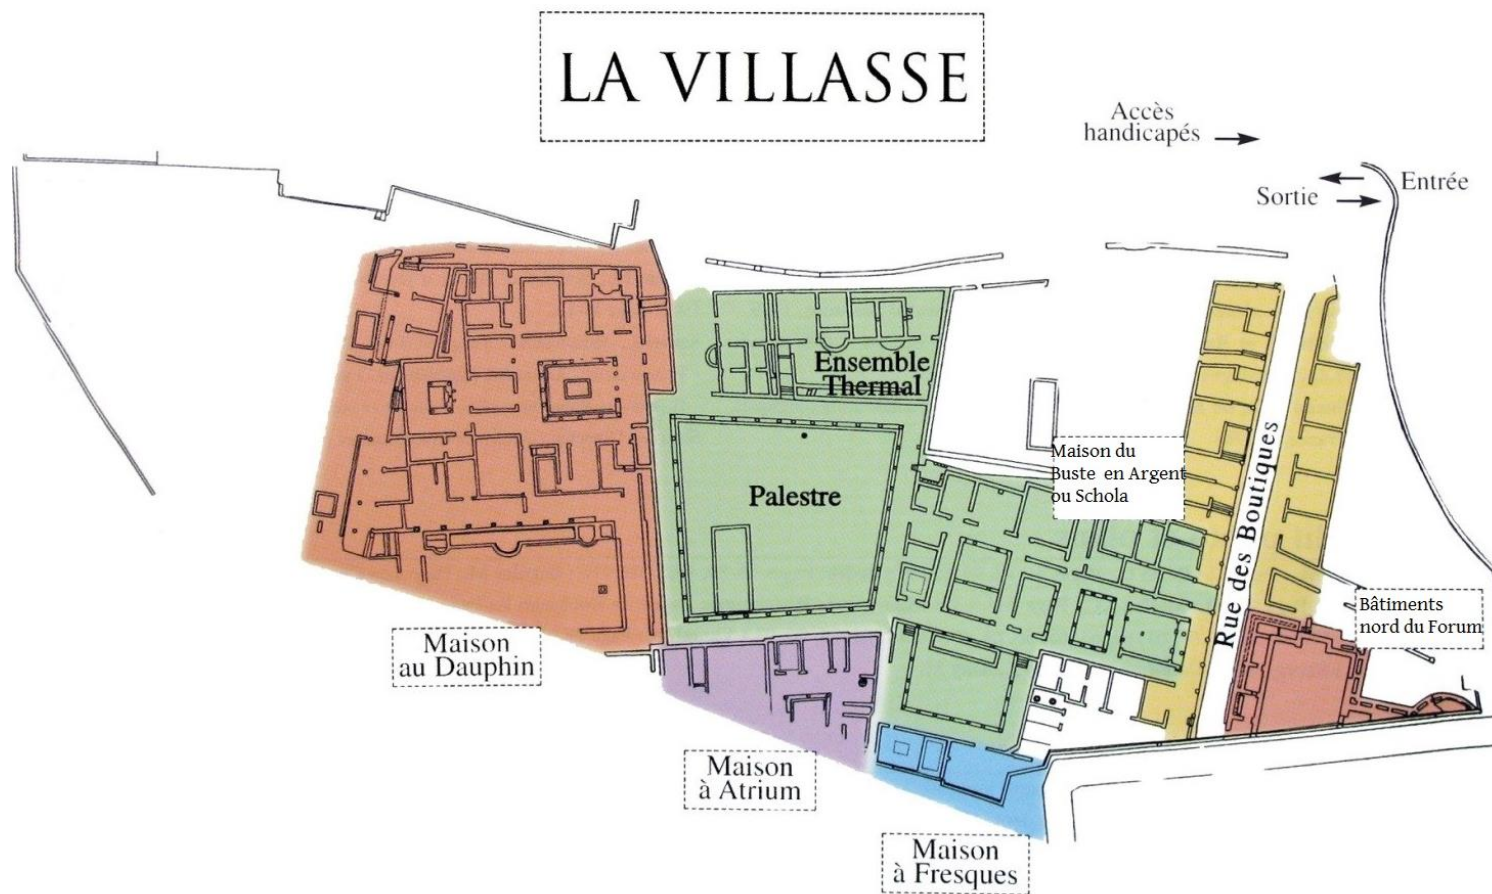 LA VILLASSE
Accès
handicapés
Entrée
Sortie
Ensemble
Thermal
Palestre
Maison du
Buste en Argent
ou Schola
Rue des Boutiques
Bâtiments
nord du Forum
Maison
au Dauphin
Maison
à Atrium
Maison
à Fresques